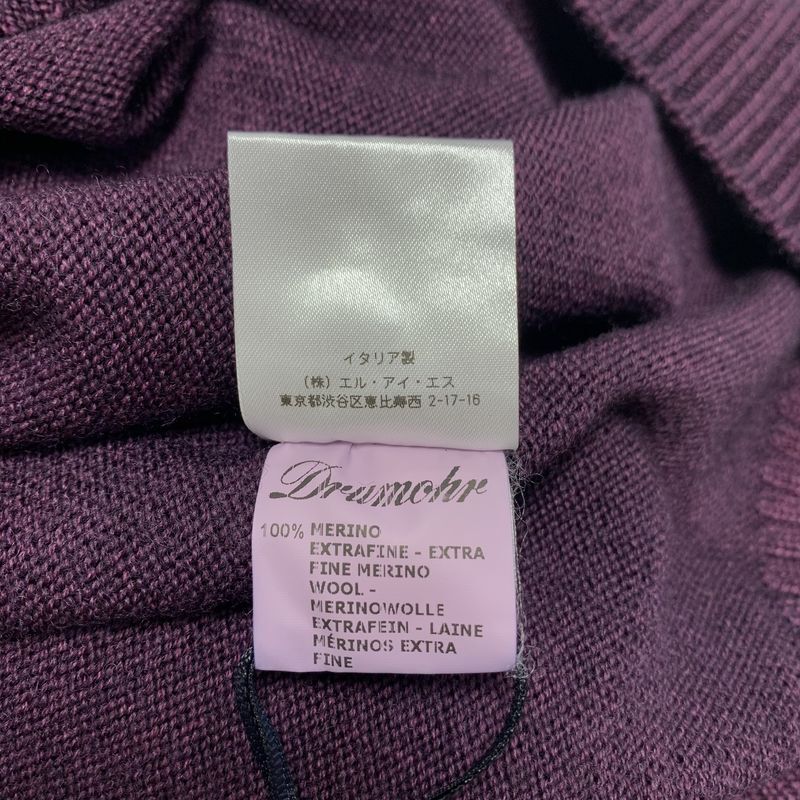 イタリア製
（株）エル・アイ・エス
東京都渋谷区恵比寿西 2-17-16
Drumohr
100% MERINO
EXTRAFINE - EXTRA
FINE MERINO
WOOL -
MERINOWOLLE
EXTRAFEIN - LAINE
MÉRINOS EXTRA
FINE